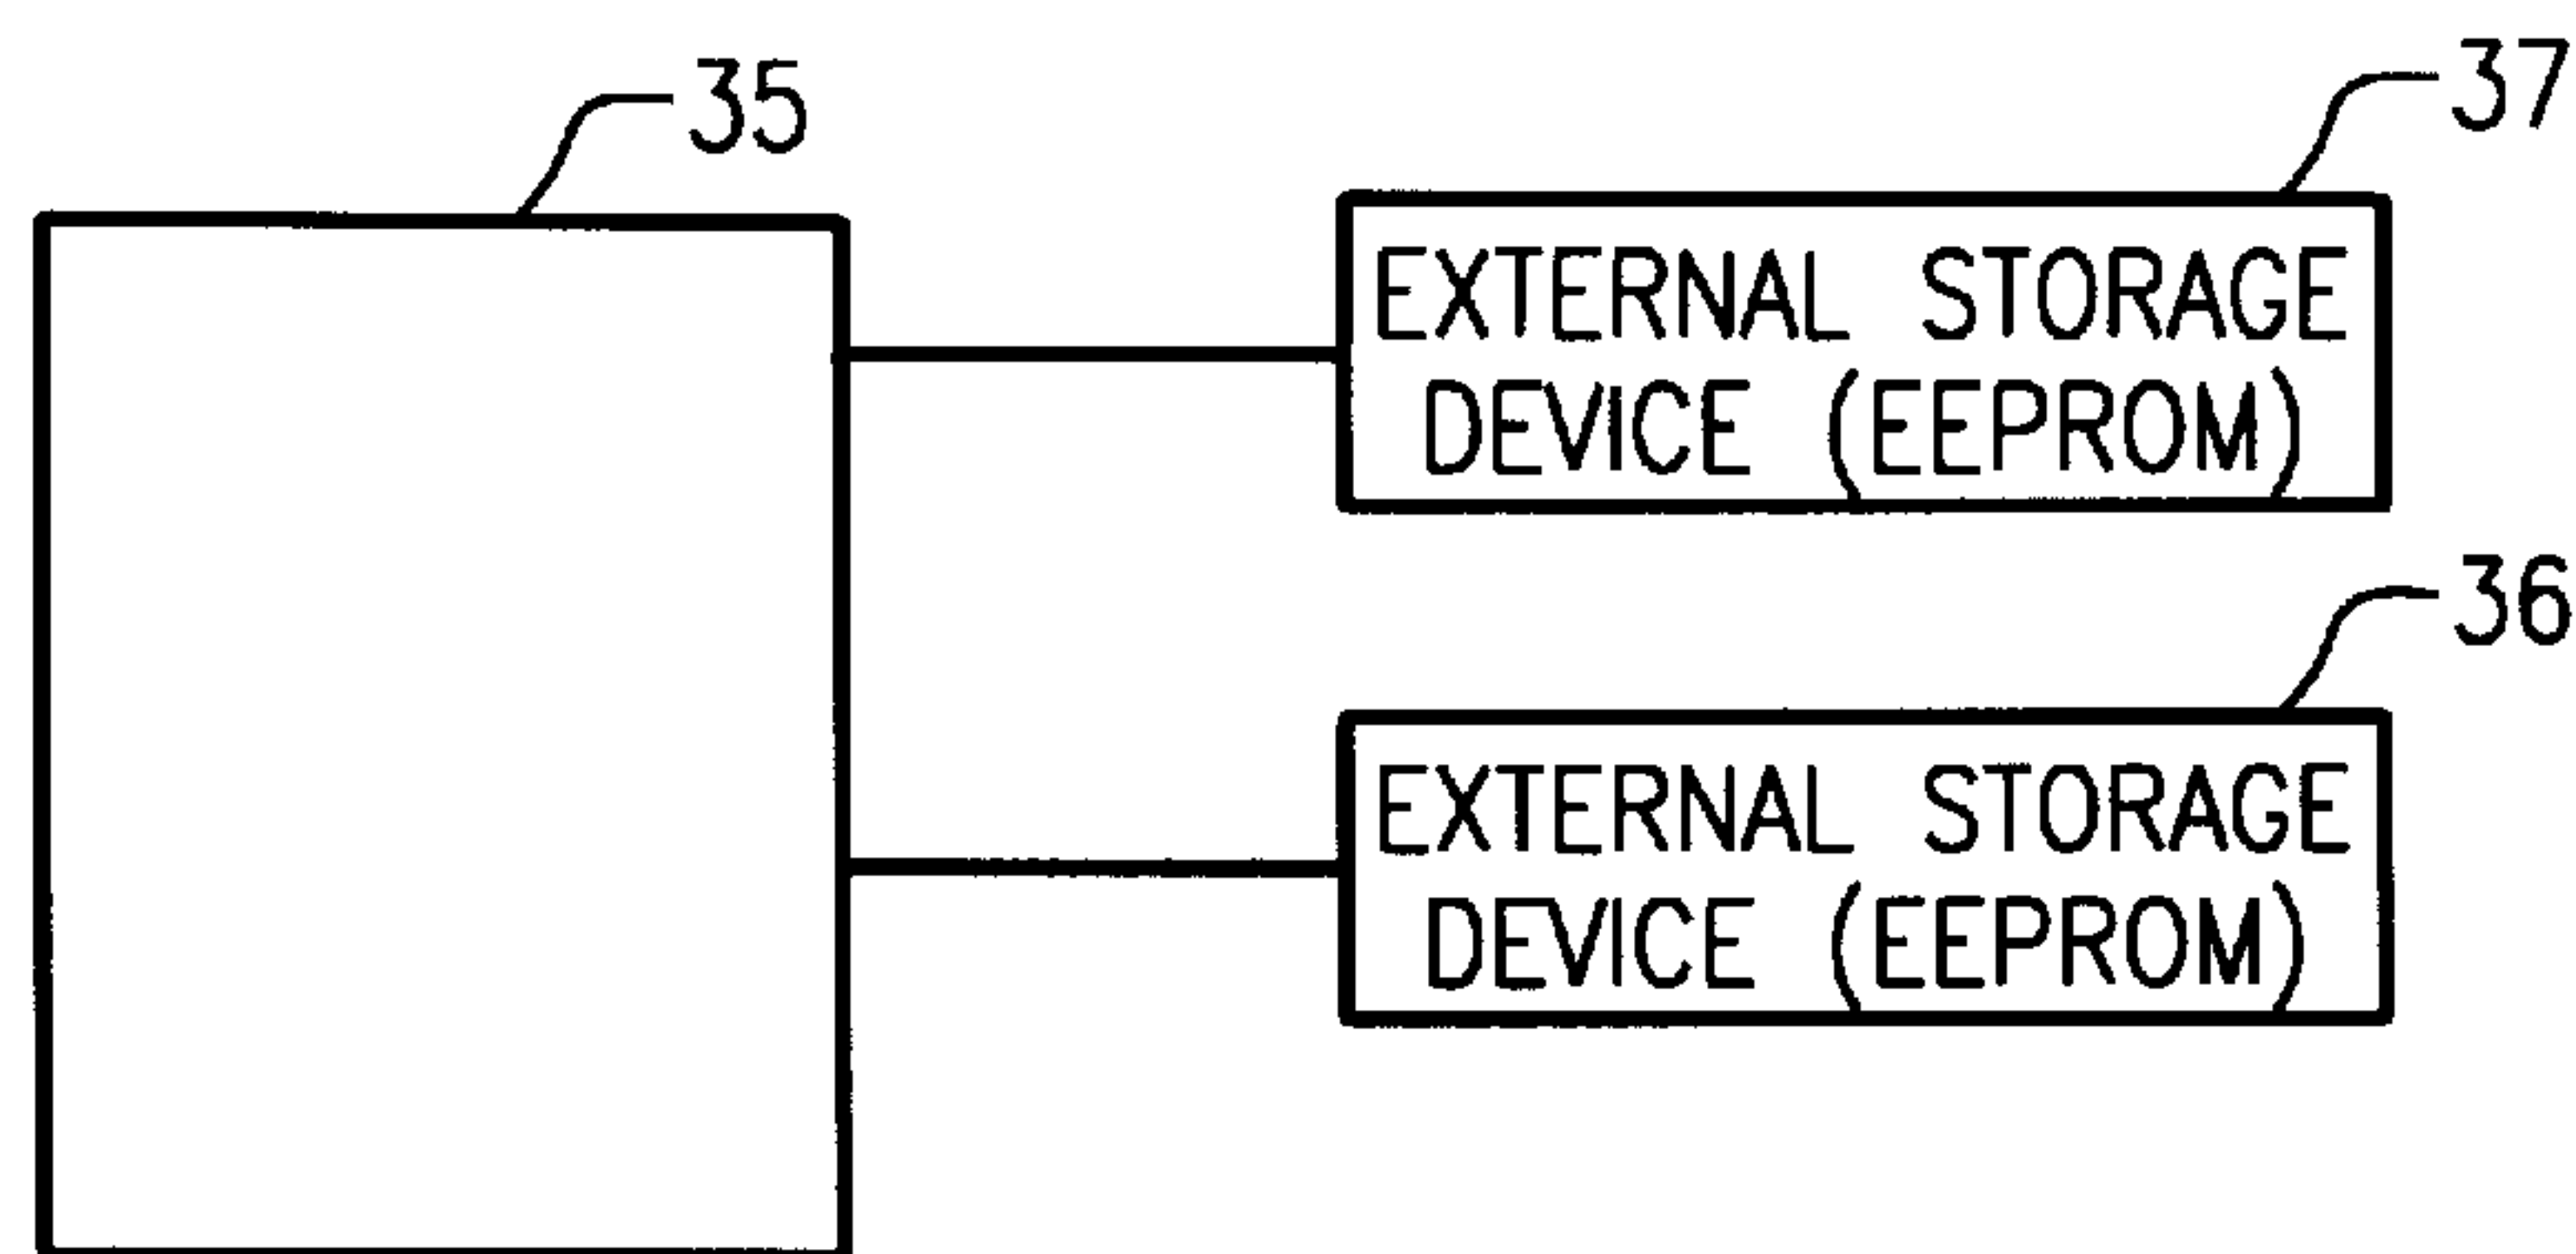 35
37
EXTERNAL STORAGE
DEVICE (EEPROM)
36
EXTERNAL STORAGE
DEVICE (EEPROM)